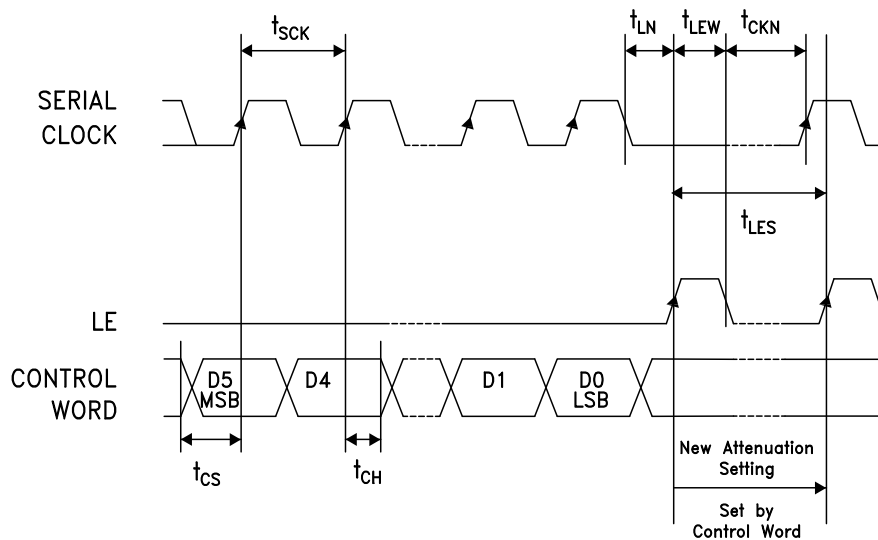 tSCK
tLN
tLEW
tCKN
SERIAL
CLOCK
tLES
LE
CONTROL
WORD
D5
MSB
D4
D1
D0
LSB
tCS
tCH
New Attenuation
Setting
Set by
Control Word